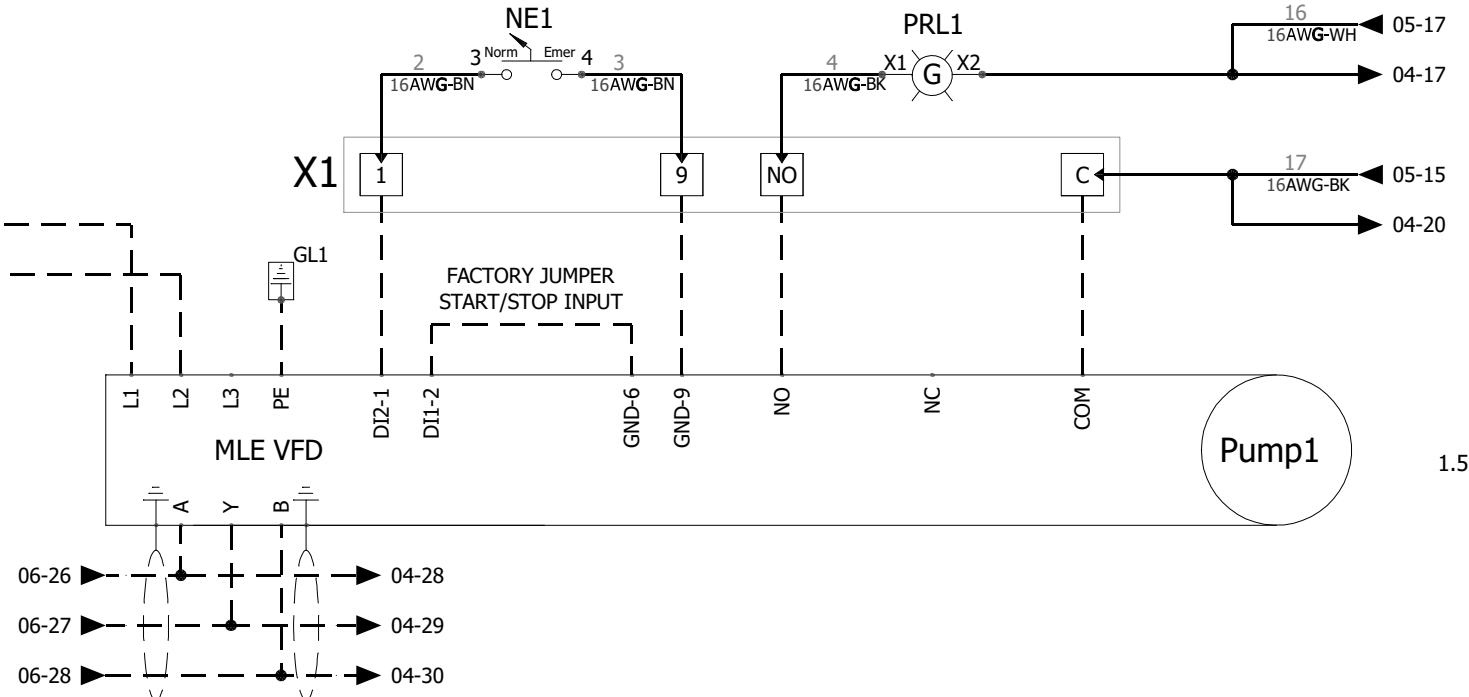 NE1
PRL1
16
16AWG-WH
05-17
2
16AWG-BN
3
Norm
Emer
4
3
16AWG-BN
4
16AWG-BK
X1
G
X2
04-17
X1
1
9
NO
C
17
16AWG-BK
05-15
04-20
GL1
FACTORY JUMPER
START/STOP INPUT
L1
L2
L3
PE
DI2-1
DI1-2
GND-6
GND-9
NO
NC
COM
MLE VFD
Pump1
1.5
A
Y
B
06-26
04-28
06-27
04-29
06-28
04-30